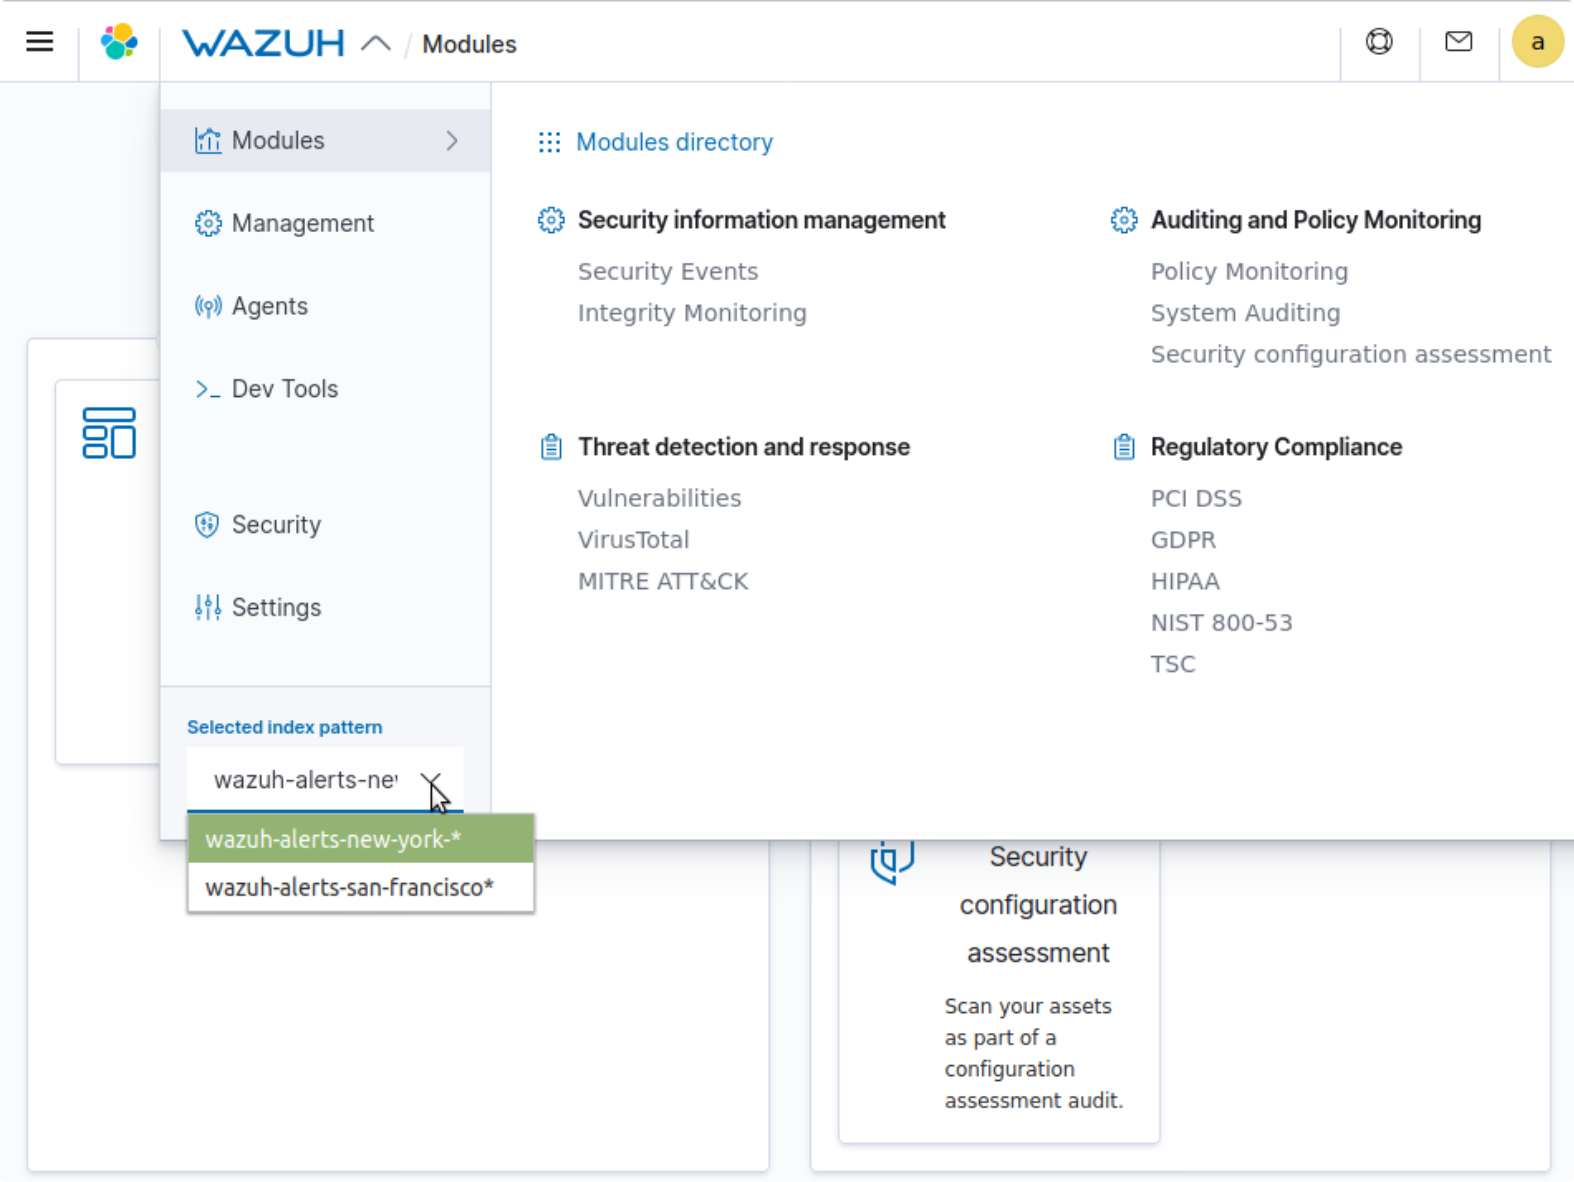 WAZUH / Modules
a
Modules
Management
Agents
Dev Tools
Security
Settings
Selected index pattern
wazuh-alerts-ne
wazuh-alerts-new-york-*
wazuh-alerts-san-francisco*
Modules directory
Security information management
Security Events
Integrity Monitoring
Auditing and Policy Monitoring
Policy Monitoring
System Auditing
Security configuration assessment
Threat detection and response
Vulnerabilities
VirusTotal
MITRE ATT&CK
Regulatory Compliance
PCI DSS
GDPR
HIPAA
NIST 800-53
TSC
Security
configuration
assessment
Scan your assets
as part of a
configuration
assessment audit.